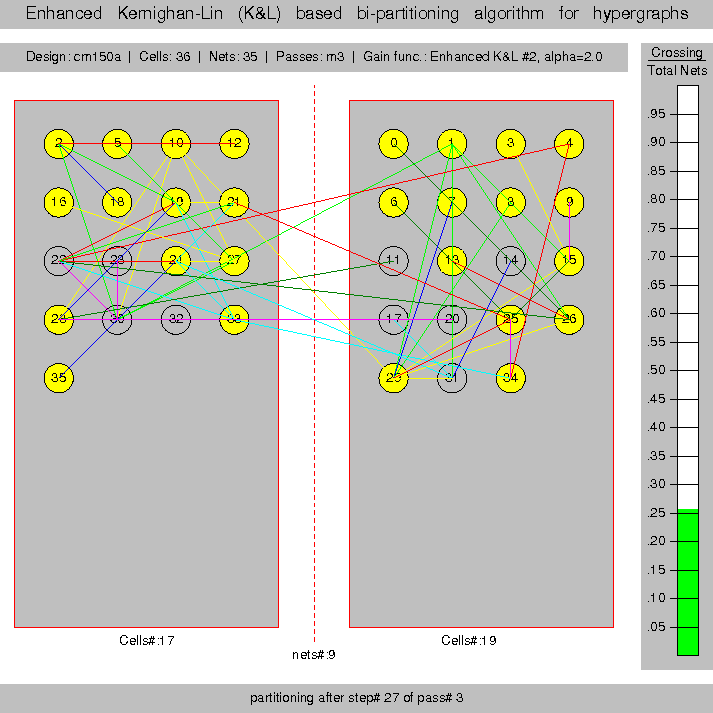 Enhanced Kernighan-Lin (K&L) based bi-partitioning algorithm for hypergraphs
Design: cm150a | Cells: 36 | Nets: 35 | Passes: m3 | Gain func.: Enhanced K&L #2, alpha=2.0
Crossing
Total Nets
2 5 10 12 0 1 3 4
16 18 19 21 6 7 8 9
22 23 24 27 11 13 14 15
28 30 32 33 17 20 25 26
35 29 31 34
.95
.90
.85
.80
.75
.70
.65
.60
.55
.50
.45
.40
.35
.30
.25
.20
.15
.10
.05
Cells#:17
Cells#:19
nets#:9
partitioning after step# 27 of pass# 3